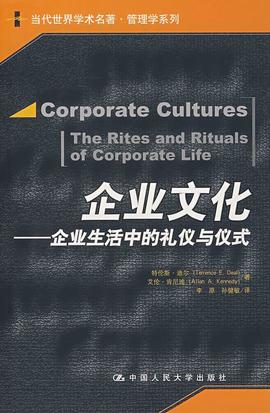 当代世界学术名著·管理学系列
Corporate Cultures
The Rites and Rituals
of Corporate Life
企业文化
——企业生活中的礼仪与仪式
特伦斯·迪尔 (Terrence E. Deal)
艾伦·肯尼迪 (Allan A. Kennedy) 著
李 原 孙健敏 / 译
中国人民大学出版社